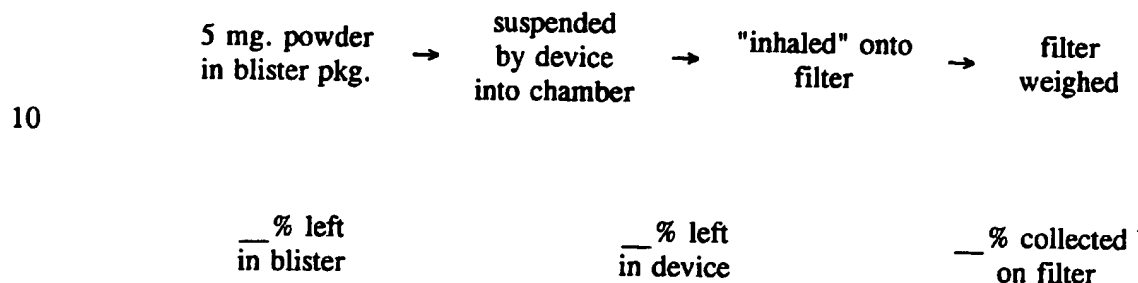 5 mg. powder
in blister pkg.
→
suspended
by device
into chamber
→
"inhaled" onto
filter
→
filter
weighed
10
__% left
in blister
__% left
in device
__% collected
on filter